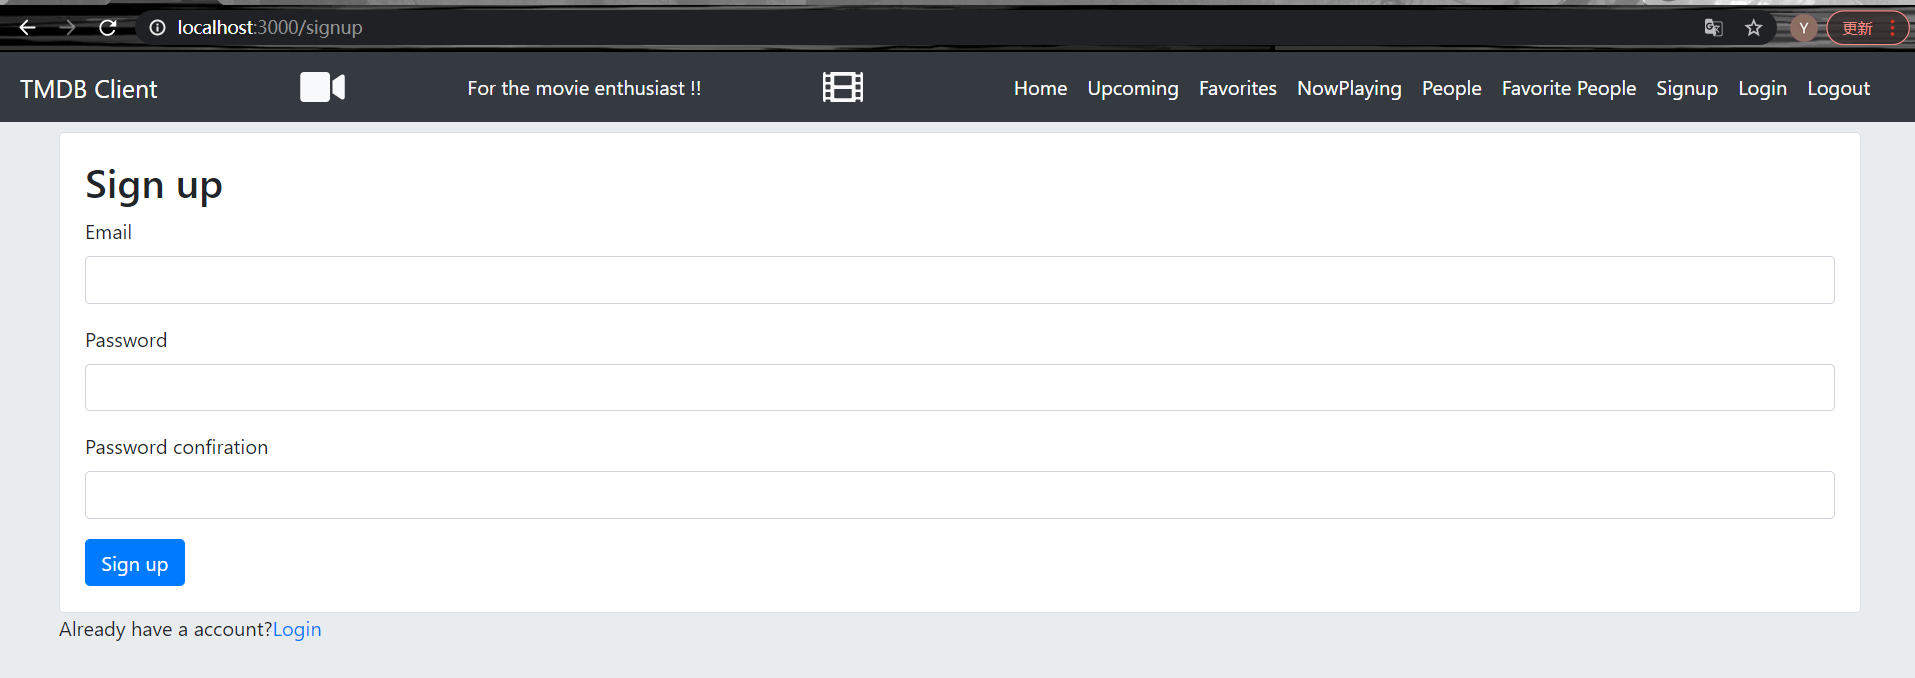 localhost:3000/signup
Y
更新
TMDB Client
For the movie enthusiast !!
Home Upcoming Favorites NowPlaying People Favorite People Signup Login Logout
Sign up
Email
Password
Password confiration
Sign up
Already have a account?Login